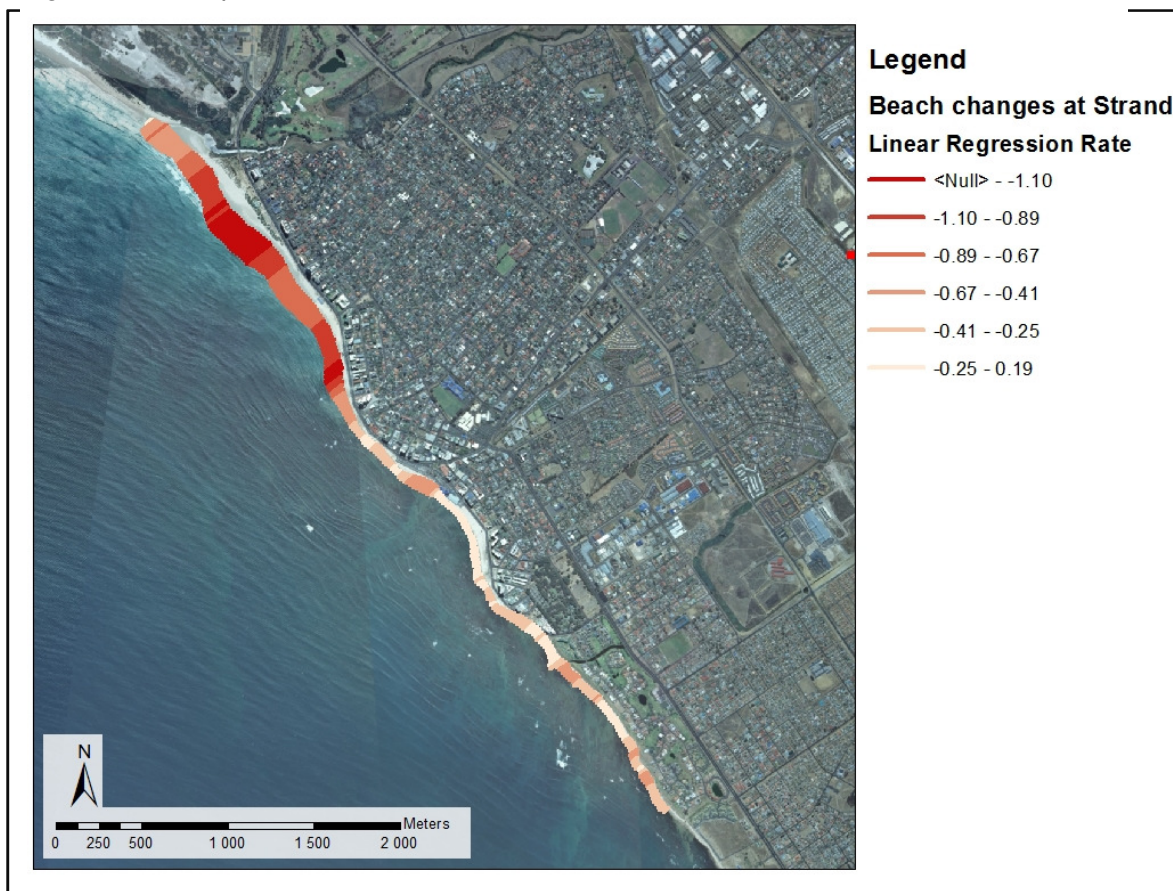 Legend
Beach changes at Strand
Linear Regression Rate
<Null> - -1.10
-1.10 - -0.89
-0.89 - -0.67
-0.67 - -0.41
-0.41 - -0.25
-0.25 - 0.19
N
Meters
0 250 500 1 000 1 500 2 000